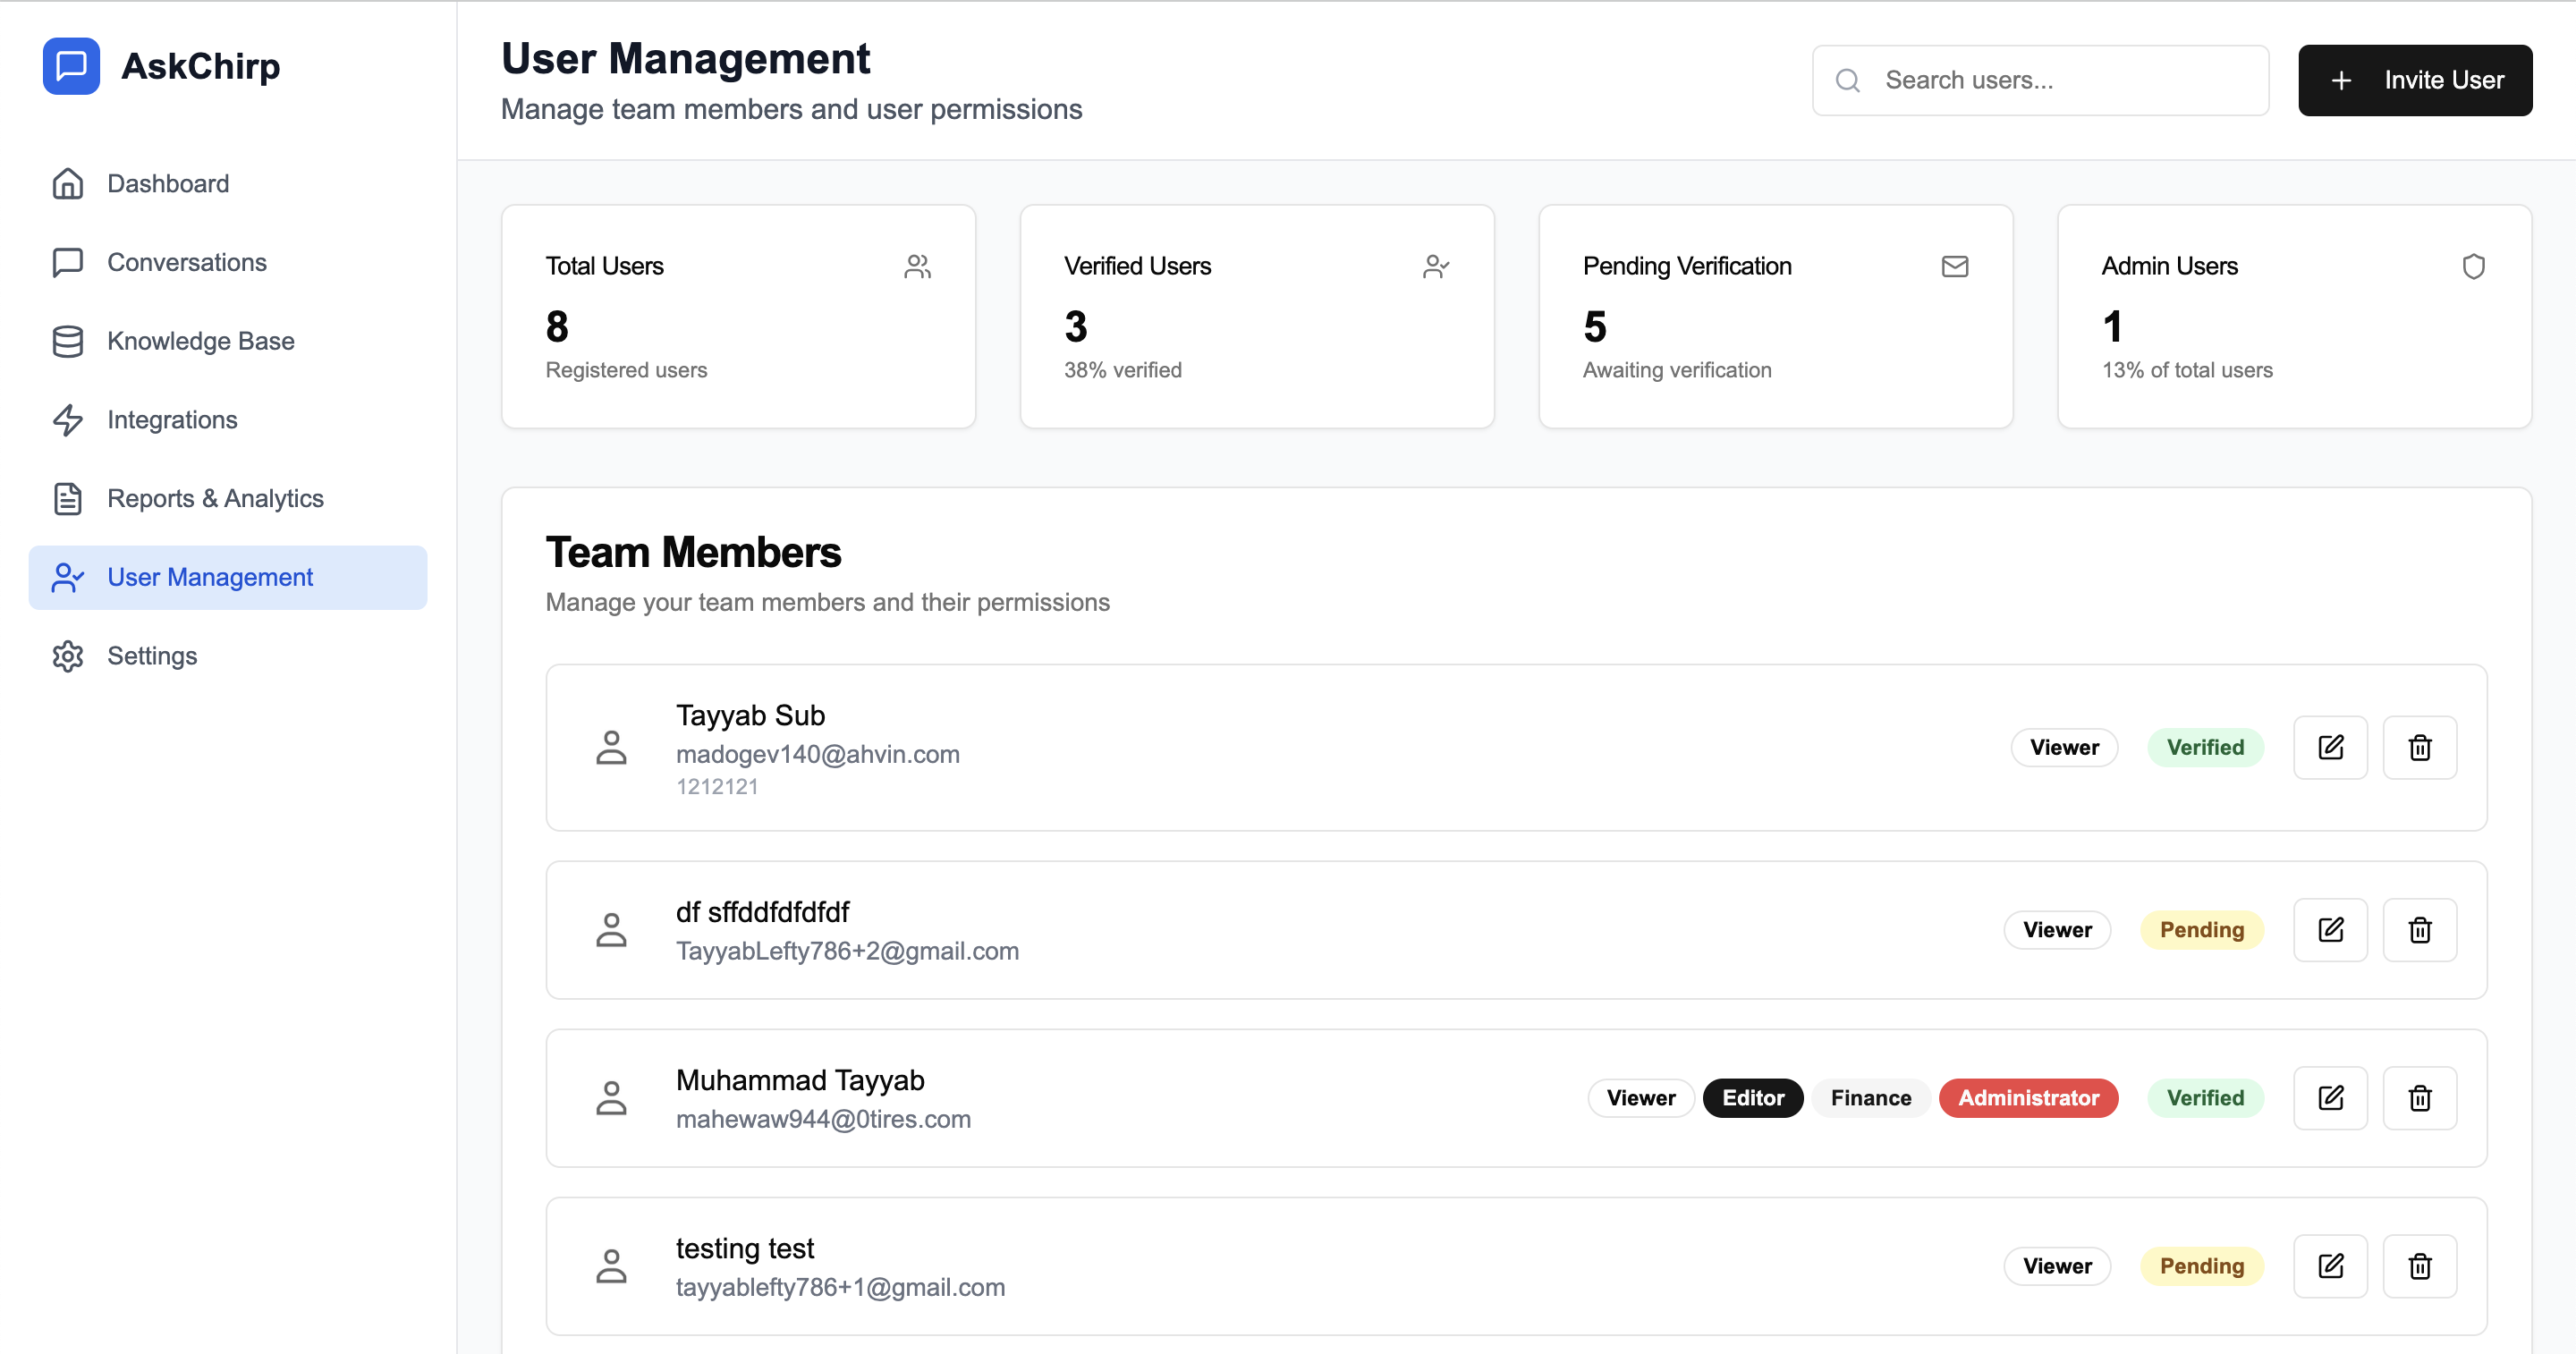 AskChirp
Dashboard
Conversations
Knowledge Base
Integrations
Reports & Analytics
User Management
Settings
User Management
Manage team members and user permissions
Search users...
Invite User
Total Users
8
Registered users
Verified Users
3
38% verified
Pending Verification
5
Awaiting verification
Admin Users
1
13% of total users
Team Members
Manage your team members and their permissions
Tayyab Sub
madogev140@ahvin.com
1212121
Viewer Verified
df sffddfdfdfdf
TayyabLefty786+2@gmail.com
Viewer Pending
Muhammad Tayyab
mahewaw944@0tires.com
Viewer Editor Finance Administrator Verified
testing test
tayyablefty786+1@gmail.com
Viewer Pending